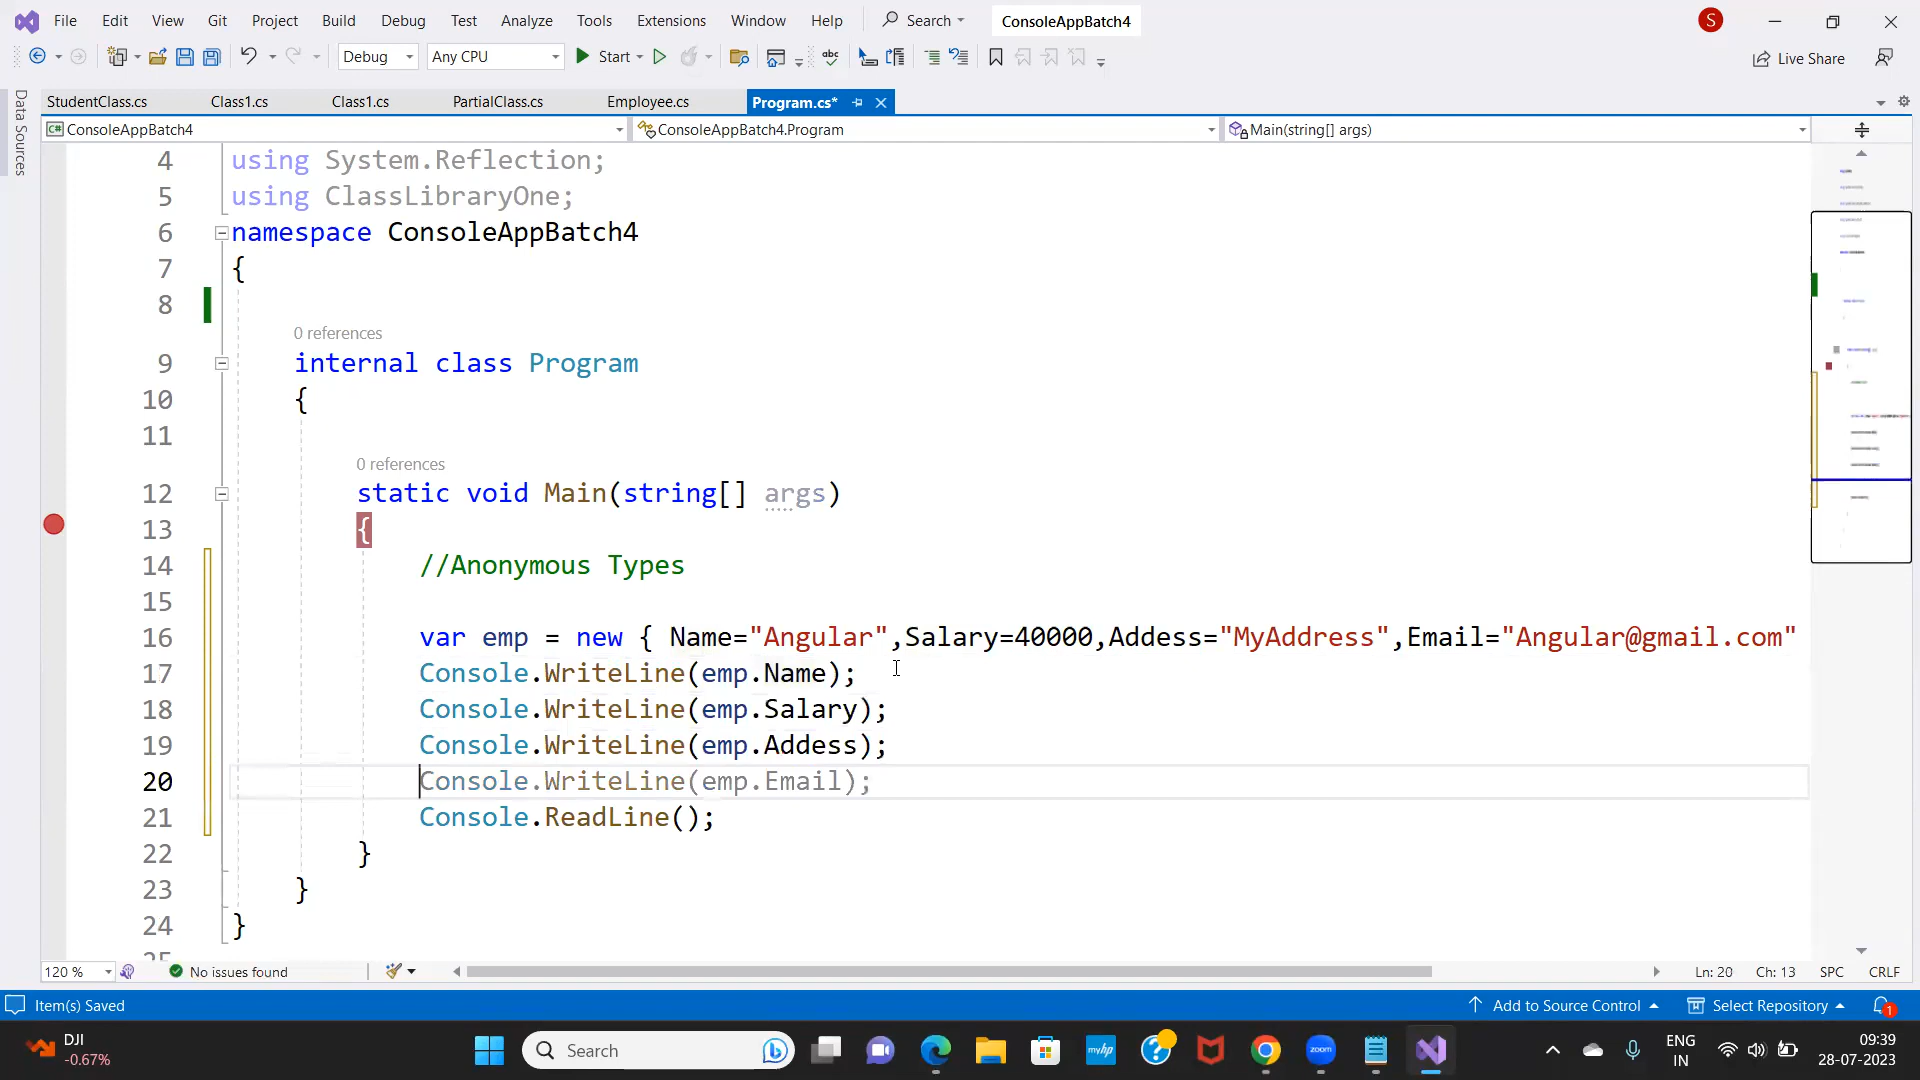 File Edit View Git Project Build Debug Test Analyze Tools Extensions Window Help Search ConsoleAppBatch4 S
Debug Any CPU Start abc Live Share
StudentClass.cs Class1.cs Class1.cs PartialClass.cs Employee.cs Program.cs*
Data Sources
C# ConsoleAppBatch4 ConsoleAppBatch4.Program Main(string[] args)
4 using System.Reflection;
5 using ClassLibraryOne;
6 namespace ConsoleAppBatch4
7 {
8
0 references
9 internal class Program
10 {
11
0 references
12 static void Main(string[] args)
13 {
14 //Anonymous Types
15
16 var emp = new { Name="Angular",Salary=40000,Addess="MyAddress",Email="Angular@gmail.com"
17 Console.WriteLine(emp.Name);
18 Console.WriteLine(emp.Salary);
19 Console.WriteLine(emp.Addess);
20 Console.WriteLine(emp.Email);
21 Console.ReadLine();
22 }
23 }
24 }
25
120 % No issues found Ln: 20 Ch: 13 SPC CRLF
Item(s) Saved Add to Source Control Select Repository 1
DJI
-0.67%
Search myhp zoom
ENG
IN
09:39
28-07-2023